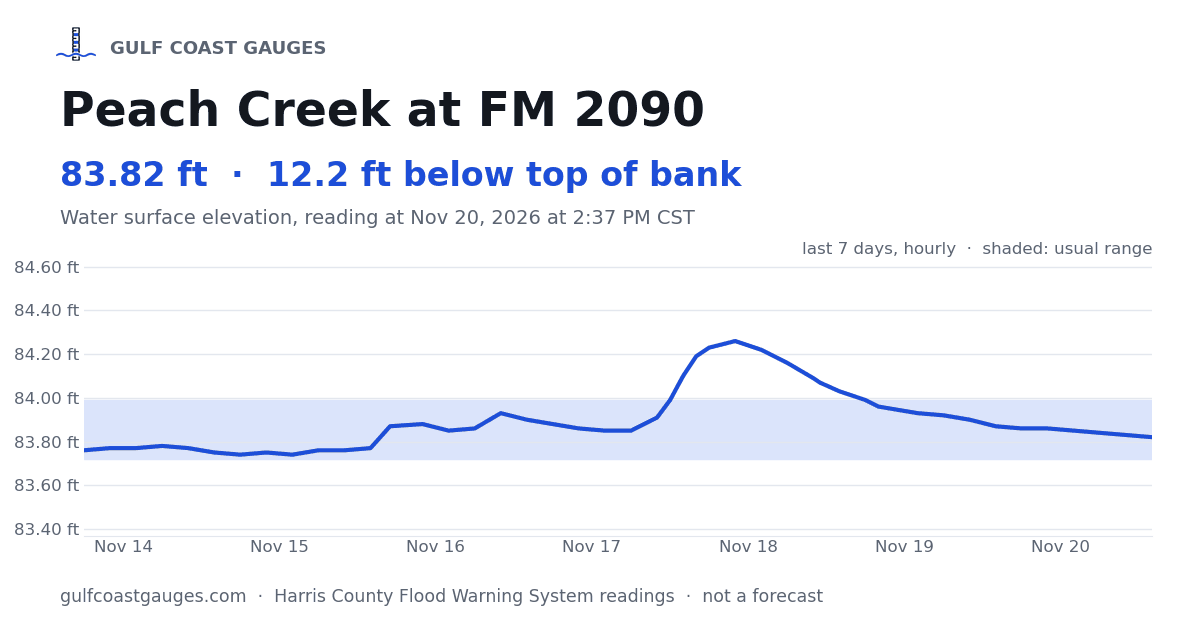 GULF COAST GAUGES
Peach Creek at FM 2090
83.82 ft · 12.2 ft below top of bank
Water surface elevation, reading at Nov 20, 2026 at 2:37 PM CST
last 7 days, hourly · shaded: usual range
84.60 ft
84.40 ft
84.20 ft
84.00 ft
83.80 ft
83.60 ft
83.40 ft
Nov 14 Nov 15 Nov 16 Nov 17 Nov 18 Nov 19 Nov 20
gulfcoastgauges.com · Harris County Flood Warning System readings · not a forecast